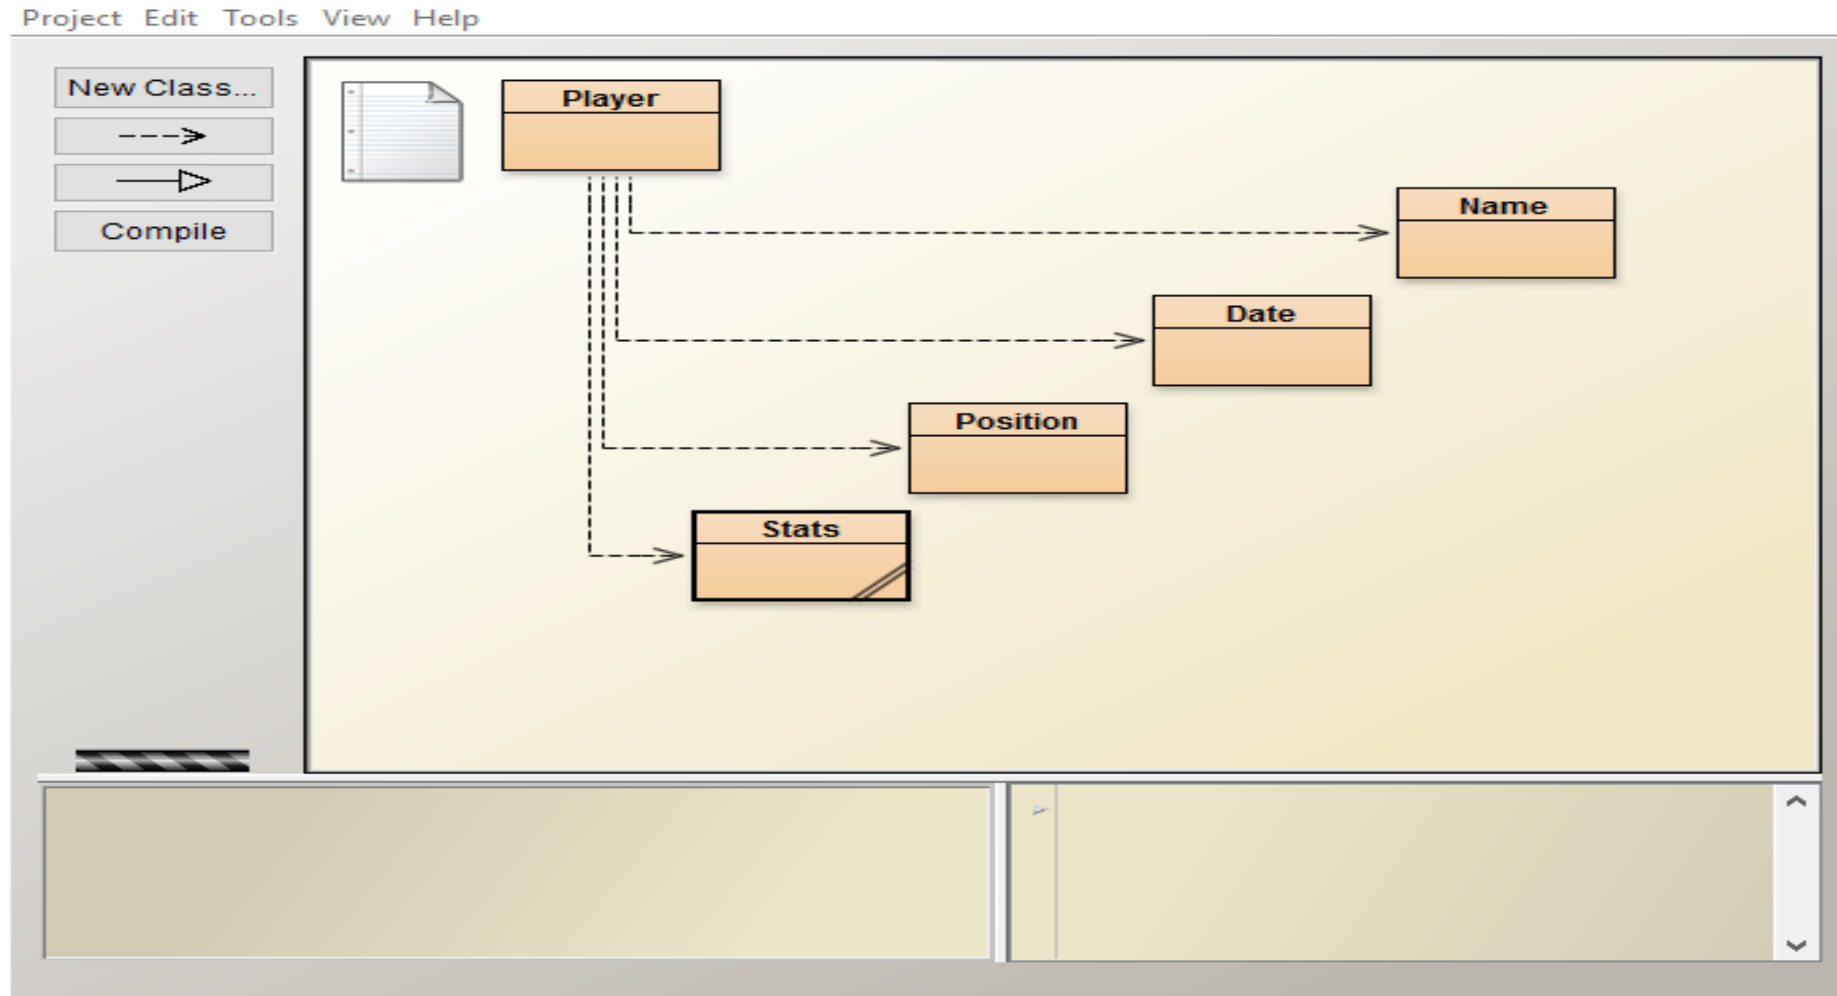 Project Edit Tools View Help
New Class...
Compile
Player
Name
Date
Position
Stats